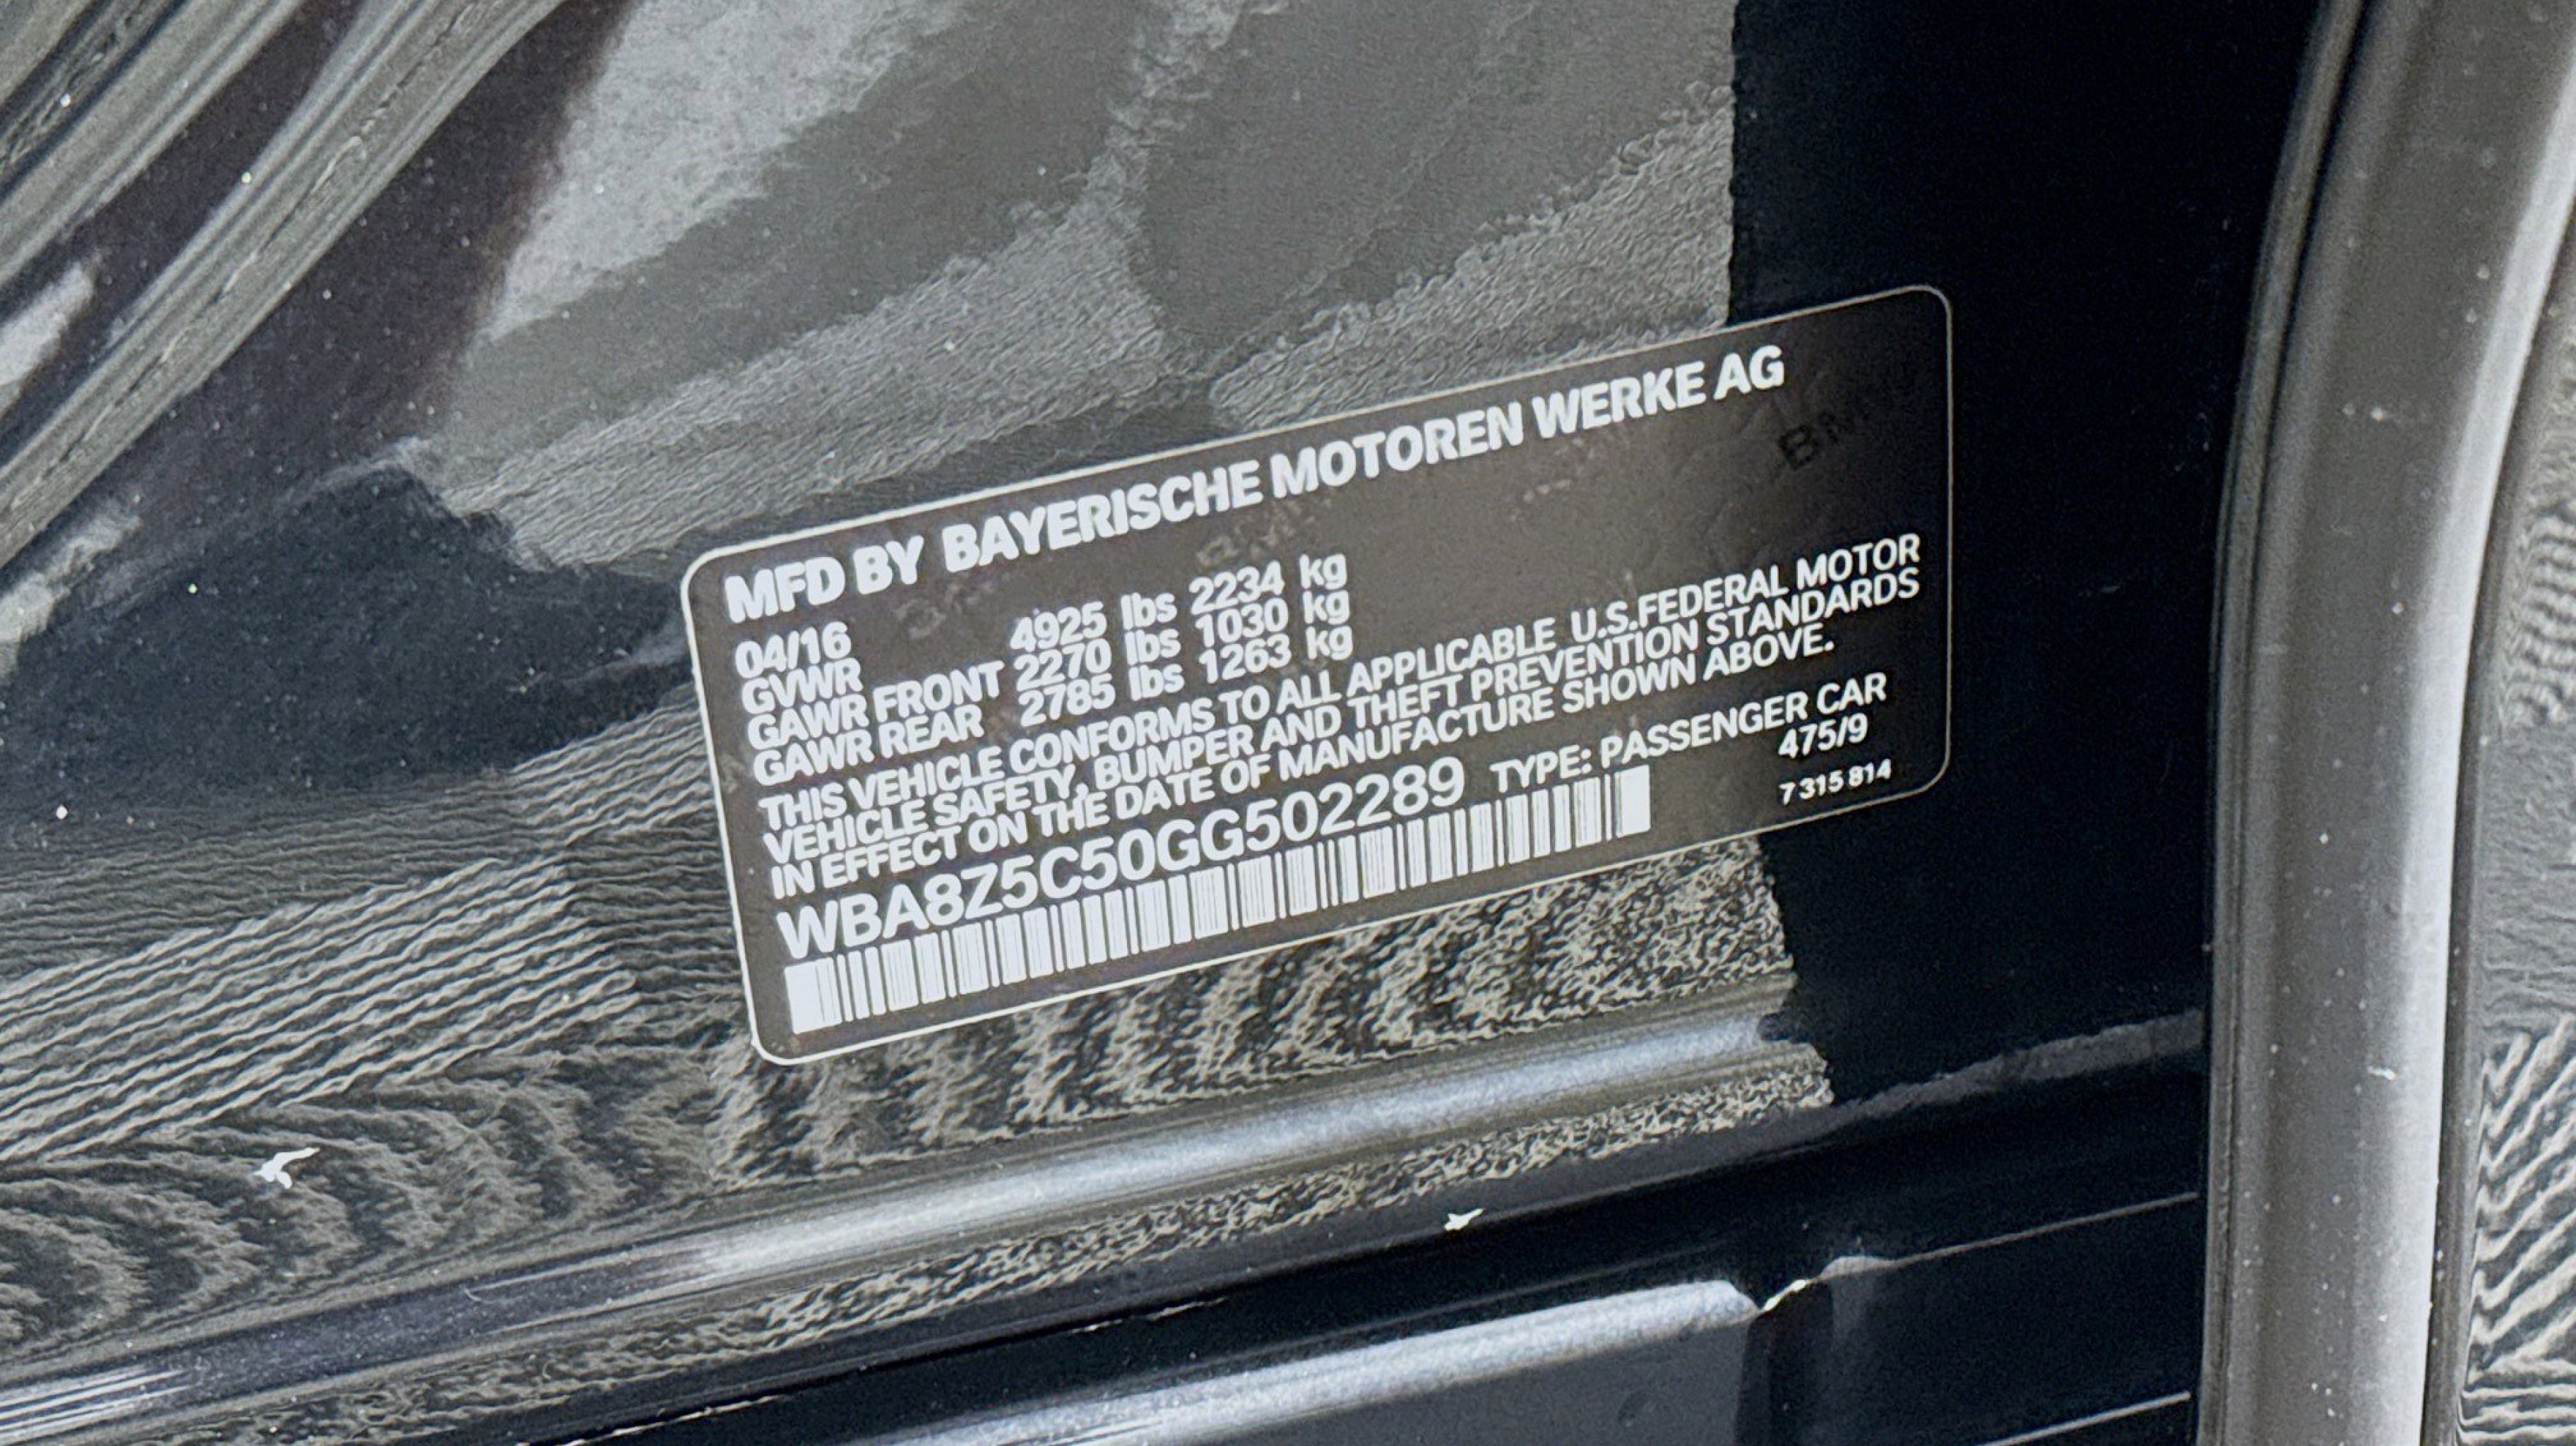 MFD BY BAYERISCHE MOTOREN WERKE AG
04/16
GVWR 4925 lbs 2234 kg
GAWR FRONT 2270 lbs 1030 kg
GAWR REAR 2785 lbs 1263 kg
THIS VEHICLE CONFORMS TO ALL APPLICABLE U.S.FEDERAL MOTOR
VEHICLE SAFETY, BUMPER AND THEFT PREVENTION STANDARDS
IN EFFECT ON THE DATE OF MANUFACTURE SHOWN ABOVE.
WBA8Z5C50GG502289 TYPE: PASSENGER CAR
475/9
7 315 814